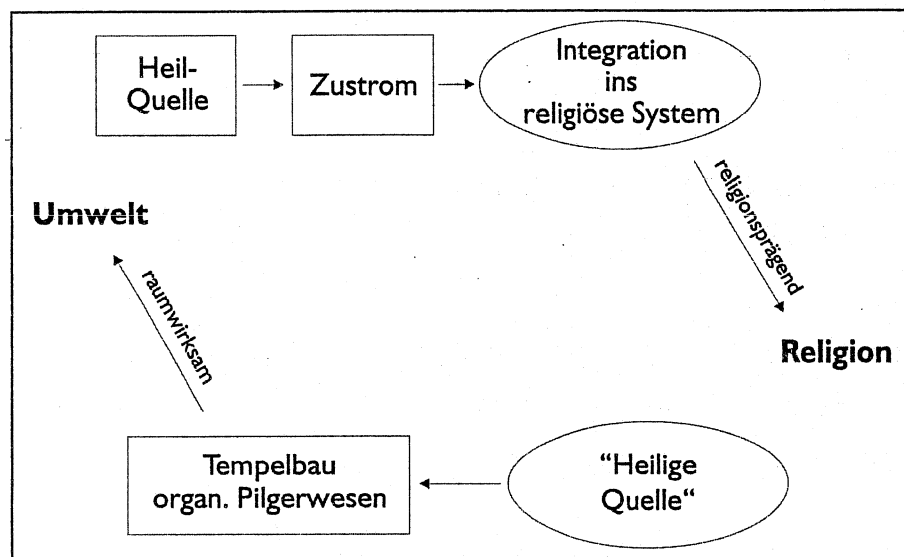 Heil-
Quelle
Zustrom
Integration
ins
religiöse System
religionsprägend
Umwelt
raumwirksam
Religion
Tempelbau
organ. Pilgerwesen
“Heilige
Quelle“